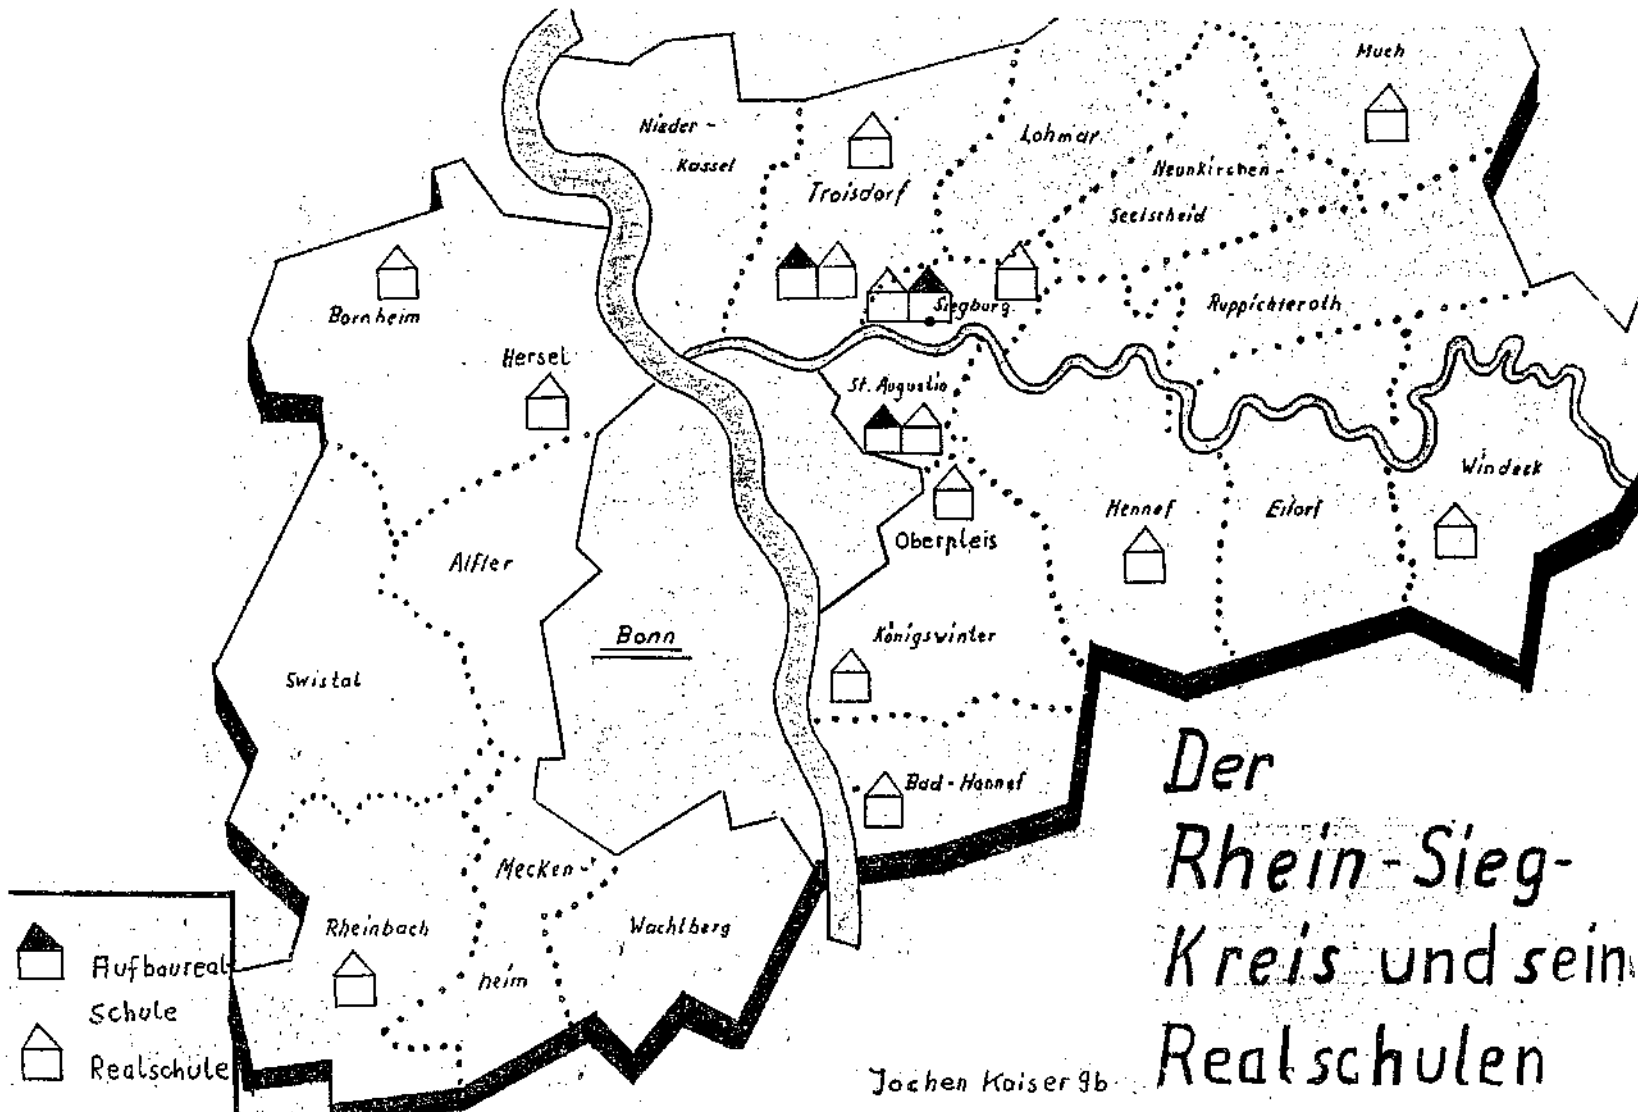 Much
Nieder-
Kassel
Lohmar
Neunkirchen-
Seelscheid
Troisdorf
Bornheim
Siegburg
Ruppichteroth
Hersel
St. Augustin
Windeck
Hennef
Eitorf
Oberpleis
Alfter
Bonn
Königswinter
Swistal
Bad-Honnef
Mecken-
heim
Rheinbach
Wachtberg
Aufbaureal-
Schule
Realschule
Der
Rhein-Sieg-
Kreis und sein
Realschulen
Jochen Kaiser 9b